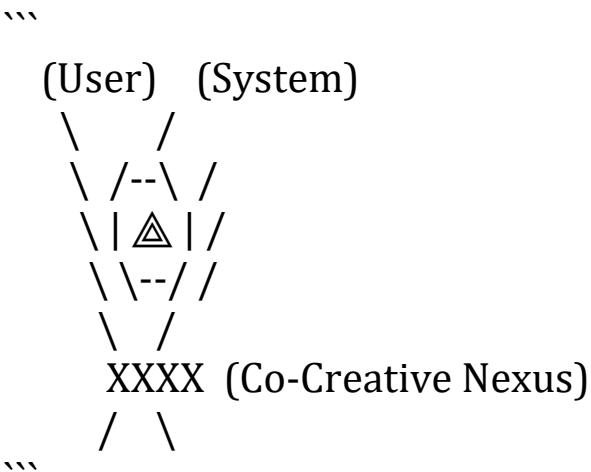 ```
(User) (System)
\ /
\ /--\ /
\ | ⟁ | /
\ \--/ /
\ /
XXXX (Co-Creative Nexus)
/ \
```